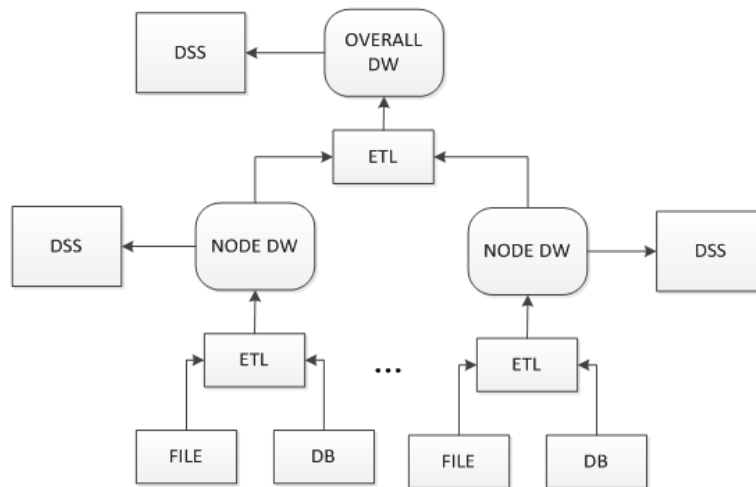 DSS
OVERALL
DW
ETL
DSS
NODE DW
NODE DW
DSS
ETL
...
ETL
FILE
DB
FILE
DB